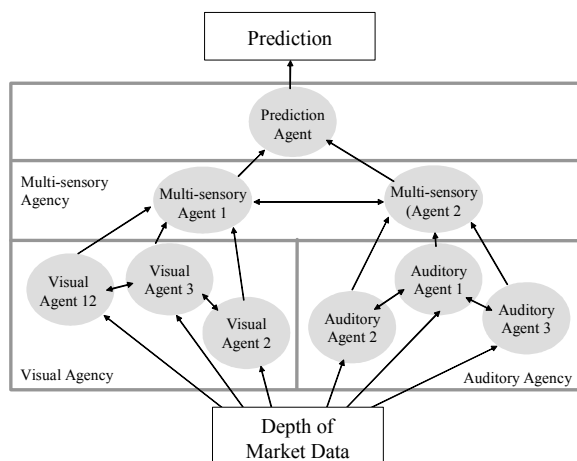 Prediction
Prediction
Agent
Multi-sensory
Agency
Multi-sensory
Agent 1
Multi-sensory
(Agent 2
Visual
Agent 12
Visual
Agent 3
Visual
Agent 2
Auditory
Agent 2
Auditory
Agent 1
Auditory
Agent 3
Visual Agency
Auditory Agency
Depth of
Market Data